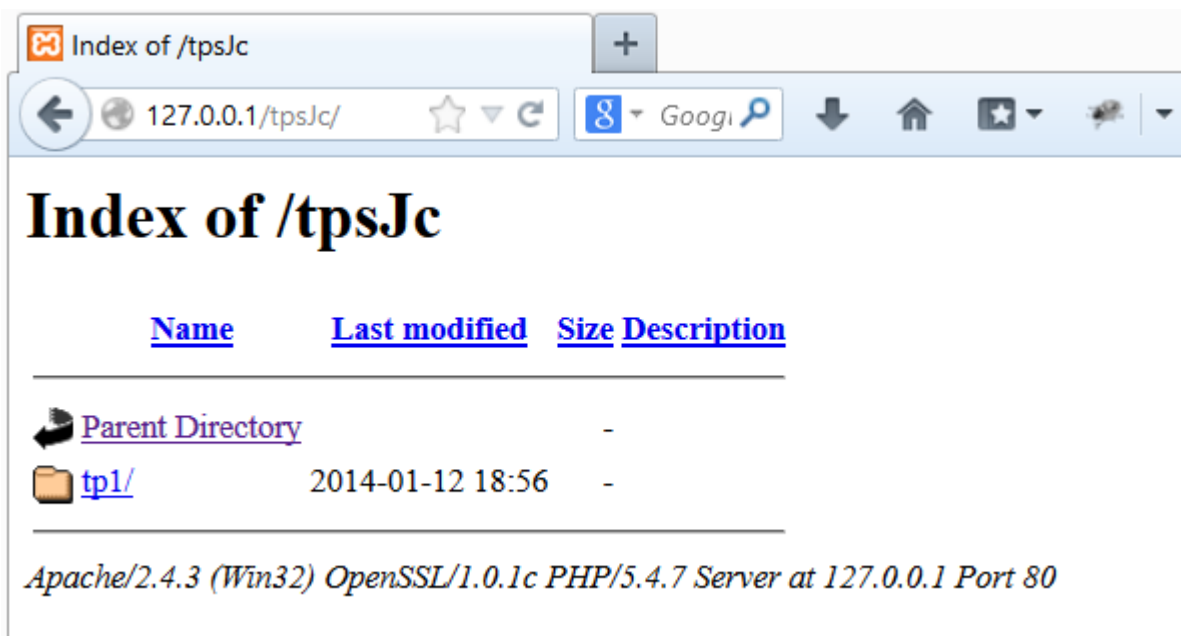 Index of /tpsJc
127.0.0.1/tpsJc/ 8 Googl
Index of /tpsJc
Name Last modified Size Description
Parent Directory -
tp1/ 2014-01-12 18:56 -
Apache/2.4.3 (Win32) OpenSSL/1.0.1c PHP/5.4.7 Server at 127.0.0.1 Port 80